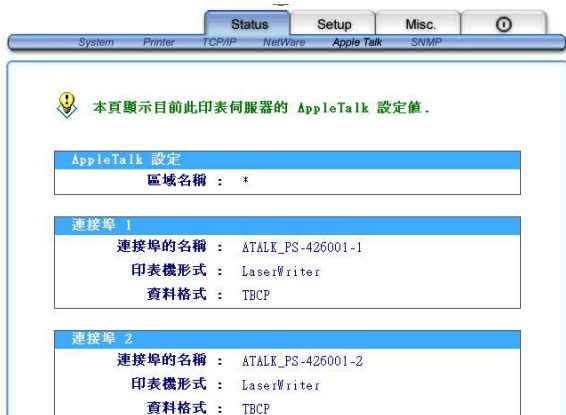 Status Setup Misc.
System Printer TCP/IP NetWare Apple Talk SNMP
本頁顯示目前此印表伺服器的 AppleTalk 設定值.
AppleTalk 設定
區域名稱 : *
連接埠 1
連接埠的名稱 : ATALK_PS-426001-1
印表機形式 : LaserWriter
資料格式 : TBCP
連接埠 2
連接埠的名稱 : ATALK_PS-426001-2
印表機形式 : LaserWriter
資料格式 : TBCP